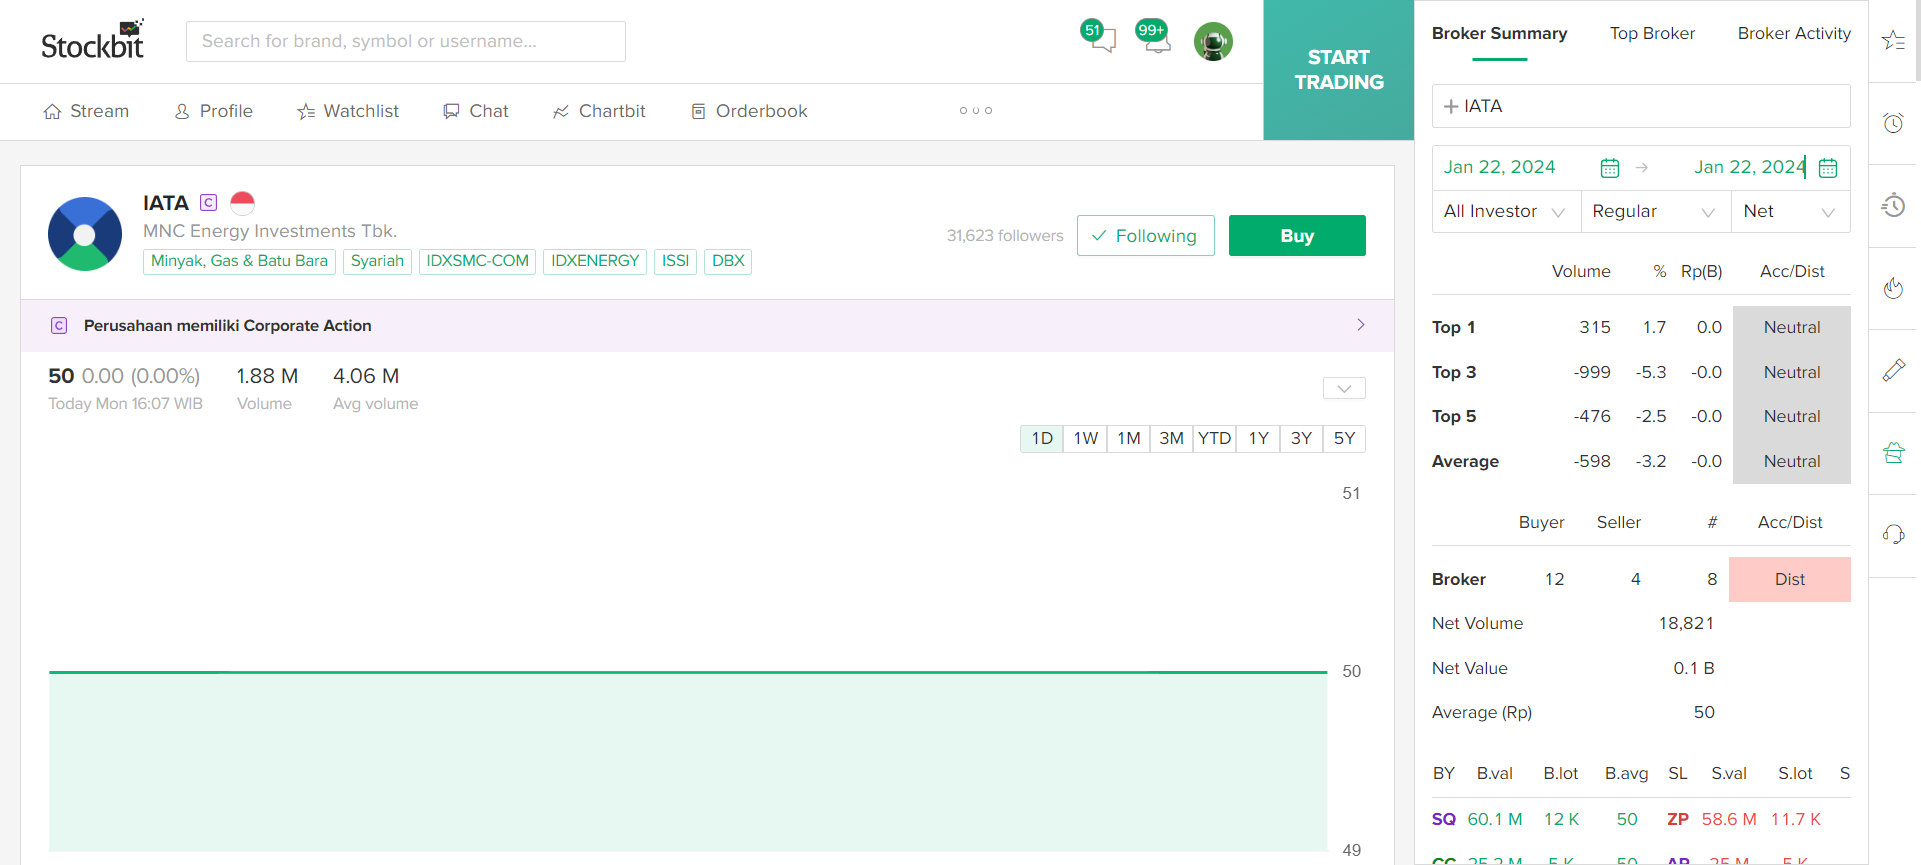 Stockbit
Search for brand, symbol or username...
51
99+
START
TRADING
Stream Profile Watchlist Chat Chartbit Orderbook
IATA C
MNC Energy Investments Tbk.
Minyak, Gas & Batu Bara Syariah IDXSMC-COM IDXENERGY ISSI DBX
31,623 followers Following Buy
C Perusahaan memiliki Corporate Action
50 0.00 (0.00%) 1.88 M 4.06 M
Today Mon 16:07 WIB Volume Avg volume
1D 1W 1M 3M YTD 1Y 3Y 5Y
51
50
49
Broker Summary Top Broker Broker Activity
IATA
Jan 22, 2024 → Jan 22, 2024
All Investor Regular Net
Volume % Rp(B) Acc/Dist
Top 1 315 1.7 0.0 Neutral
Top 3 -999 -5.3 -0.0 Neutral
Top 5 -476 -2.5 -0.0 Neutral
Average -598 -3.2 -0.0 Neutral
Buyer Seller # Acc/Dist
Broker 12 4 8 Dist
Net Volume 18,821
Net Value 0.1 B
Average (Rp) 50
BY B.val B.lot B.avg SL S.val S.lot S
SQ 60.1 M 12 K 50 ZP 58.6 M 11.7 K